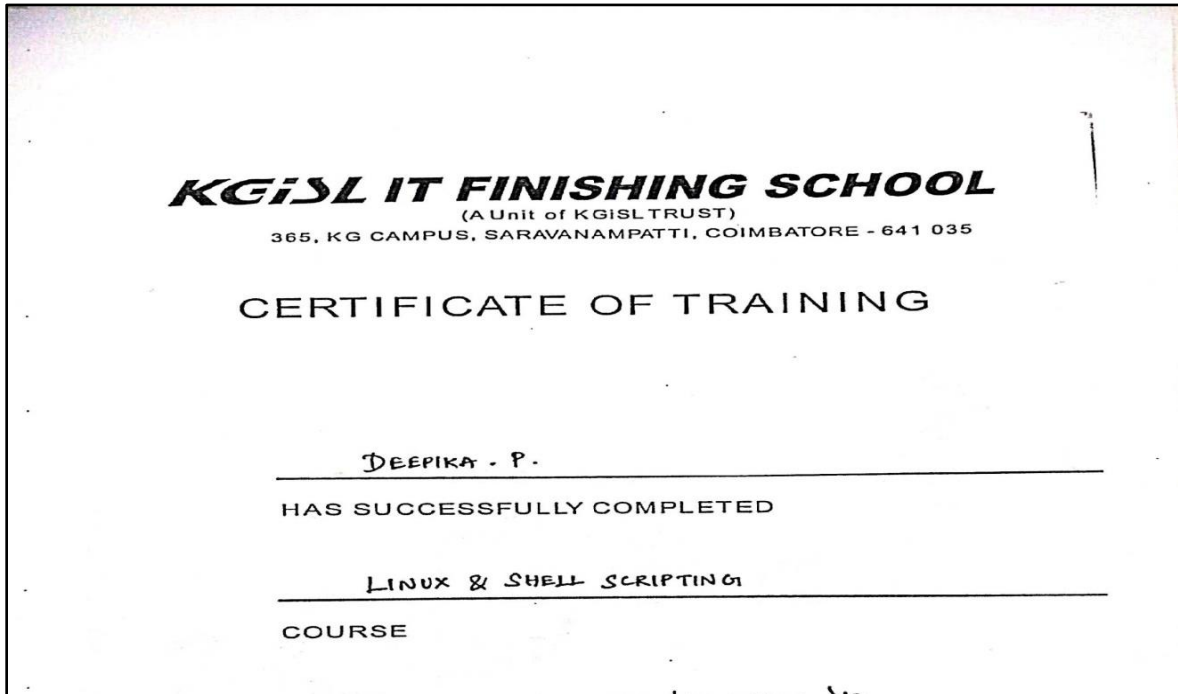 KGiSL IT FINISHING SCHOOL
(A Unit of KGiSL TRUST)
365, KG CAMPUS, SARAVANAMPATTI, COIMBATORE - 641 035
CERTIFICATE OF TRAINING
DEEPIKA . P.
HAS SUCCESSFULLY COMPLETED
LINUX & SHELL SCRIPTING
COURSE